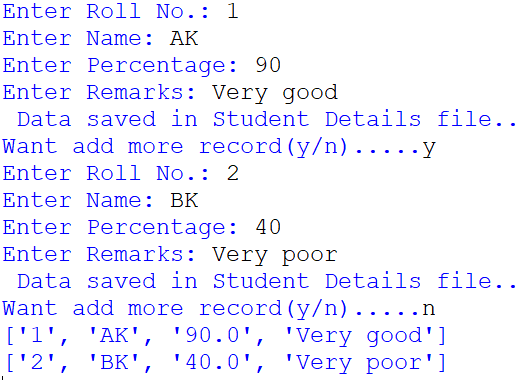 Enter Roll No.: 1
Enter Name: AK
Enter Percentage: 90
Enter Remarks: Very good
 Data saved in Student Details file..
Want add more record(y/n).....y
Enter Roll No.: 2
Enter Name: BK
Enter Percentage: 40
Enter Remarks: Very poor
 Data saved in Student Details file..
Want add more record(y/n).....n
['1', 'AK', '90.0', 'Very good']
['2', 'BK', '40.0', 'Very poor']